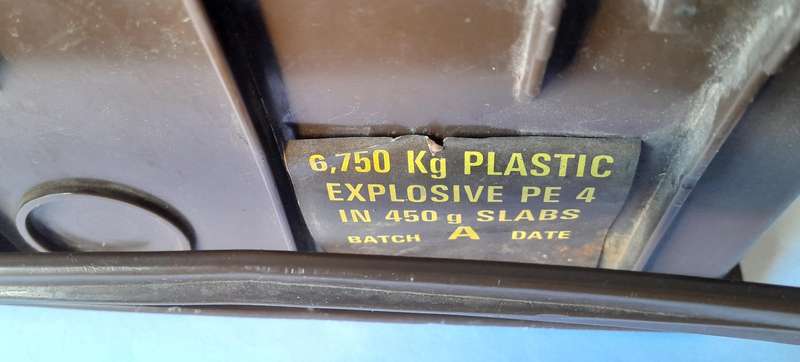 6,750 Kg PLASTIC
EXPLOSIVE PE 4
IN 450 g SLABS
BATCH A DATE